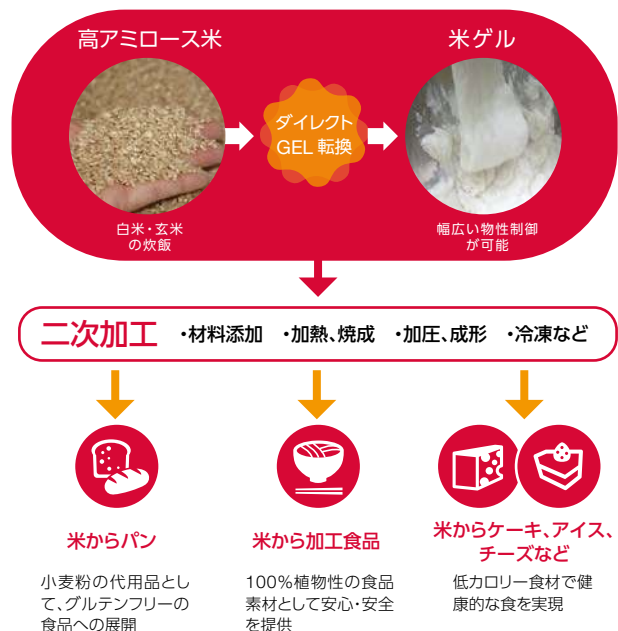 高アミロース米
米ゲル
ダイレクト
GEL 転換
白米・玄米
の炊飯
幅広い物性制御
が可能
二次加工 ・材料添加 ・加熱、焼成 ・加圧、成形 ・冷凍など
米からパン
小麦粉の代用品とし
て、グルテンフリーの
食品への展開
米から加工食品
100%植物性の食品
素材として安心・安全
を提供
米からケーキ、アイス、
チーズなど
低カロリー食材で健
康的な食を実現